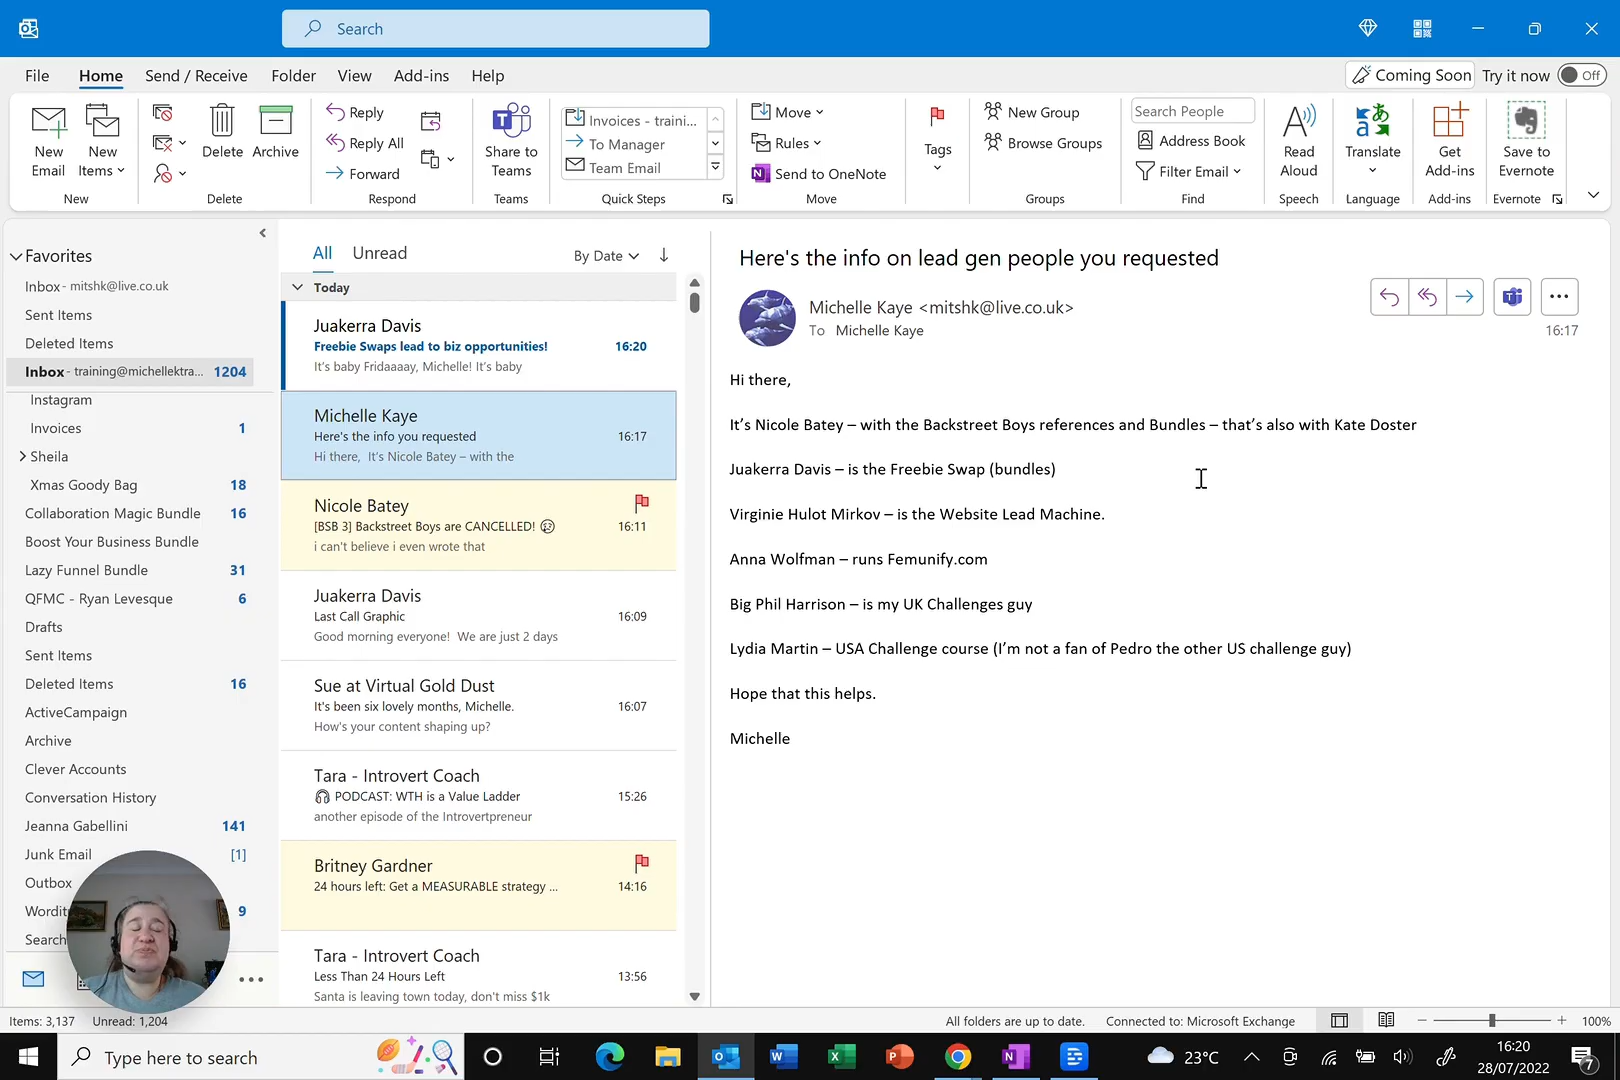 Search
File Home Send / Receive Folder View Add-ins Help
Coming Soon Try it now Off
New Email
New Items
New
Delete
Archive
Delete
Reply
Reply All
Forward
Respond
Share to Teams
Teams
Invoices - traini...
To Manager
Team Email
Quick Steps
Move
Rules
Send to OneNote
Move
Tags
New Group
Browse Groups
Groups
Search People
Address Book
Filter Email
Find
Read Aloud
Speech
Translate
Language
Get Add-ins
Add-ins
Save to Evernote
Evernote
Favorites
Inbox - mitshk@live.co.uk
Sent Items
Deleted Items
Inbox - training@michellektra... 1204
Instagram
Invoices 1
Sheila
Xmas Goody Bag 18
Collaboration Magic Bundle 16
Boost Your Business Bundle
Lazy Funnel Bundle 31
QFMC - Ryan Levesque 6
Drafts
Sent Items
Deleted Items 16
ActiveCampaign
Archive
Clever Accounts
Conversation History
Jeanna Gabellini 141
Junk Email [1]
Outbox
9
Search
All Unread By Date
Today
Juakerra Davis
Freebie Swaps lead to biz opportunities! 16:20
It's baby Fridaaaay, Michelle! It's baby
Michelle Kaye
Here's the info you requested 16:17
Hi there, It's Nicole Batey – with the
Nicole Batey
[BSB 3] Backstreet Boys are CANCELLED! 16:11
i can't believe i even wrote that
Juakerra Davis
Last Call Graphic 16:09
Good morning everyone! We are just 2 days
Sue at Virtual Gold Dust
It's been six lovely months, Michelle. 16:07
How's your content shaping up?
Tara - Introvert Coach
PODCAST: WTH is a Value Ladder 15:26
another episode of the Introvertpreneur
Britney Gardner
24 hours left: Get a MEASURABLE strategy ... 14:16
Tara - Introvert Coach
Less Than 24 Hours Left 13:56
Santa is leaving town today, don't miss $1k
Here's the info on lead gen people you requested
Michelle Kaye <mitshk@live.co.uk>
To Michelle Kaye
16:17
Hi there,
It's Nicole Batey – with the Backstreet Boys references and Bundles – that's also with Kate Doster
Juakerra Davis – is the Freebie Swap (bundles)
Virginie Hulot Mirkov – is the Website Lead Machine.
Anna Wolfman – runs Femunify.com
Big Phil Harrison – is my UK Challenges guy
Lydia Martin – USA Challenge course (I'm not a fan of Pedro the other US challenge guy)
Hope that this helps.
Michelle
Items: 3,137 Unread: 1,204 All folders are up to date. Connected to: Microsoft Exchange 100%
Type here to search
23°C
16:20
28/07/2022
7